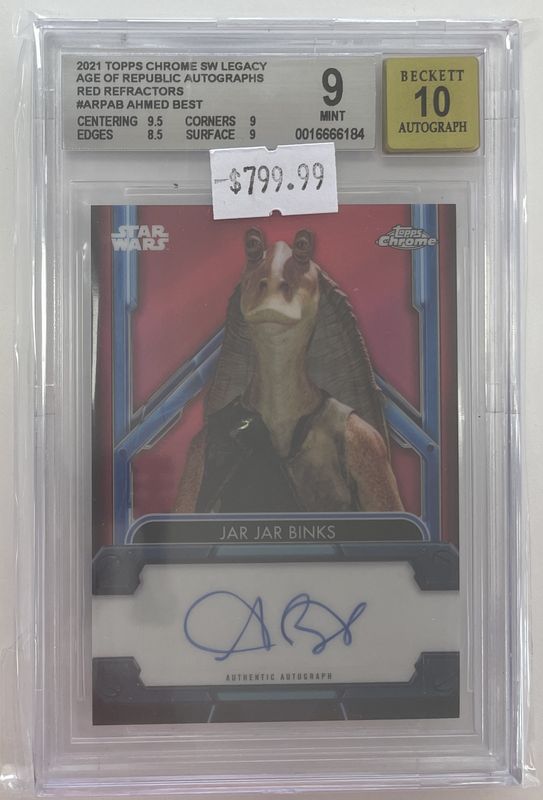 2021 TOPPS CHROME SW LEGACY
AGE OF REPUBLIC AUTOGRAPHS
RED REFRACTORS
#ARPAB AHMED BEST
CENTERING 9.5 CORNERS 9
EDGES 8.5 SURFACE 9
9
MINT
0016666184
BECKETT
10
AUTOGRAPH
$799.99
STAR
WARS
Topps
Chrome
JAR JAR BINKS
AUTHENTIC AUTOGRAPH